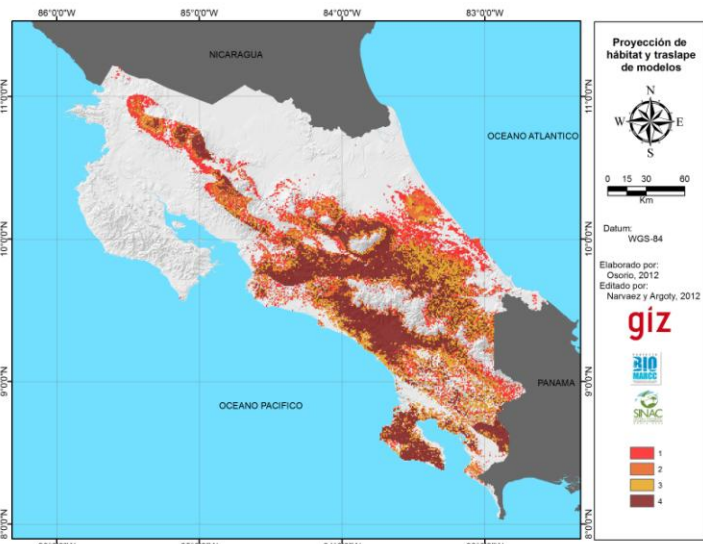 86°0'0"W
85°0'0"W
84°0'0"W
83°0'0"W
NICARAGUA
11°0'0"N
11°0'0"N
OCEANO ATLANTICO
10°0'0"N
10°0'0"N
9°0'0"N
9°0'0"N
PANAMA
OCEANO PACIFICO
8°0'0"N
8°0'0"N
Proyección de
hábitat y traslape
de modelos
N
W
E
S
0 15 30 60
Km
Datum:
WGS-84
Elaborado por:
Osorio, 2012
Editado por:
Narvaez y Argoty, 2012
giz
BIO
MARCC
SINAC
1
2
3
4